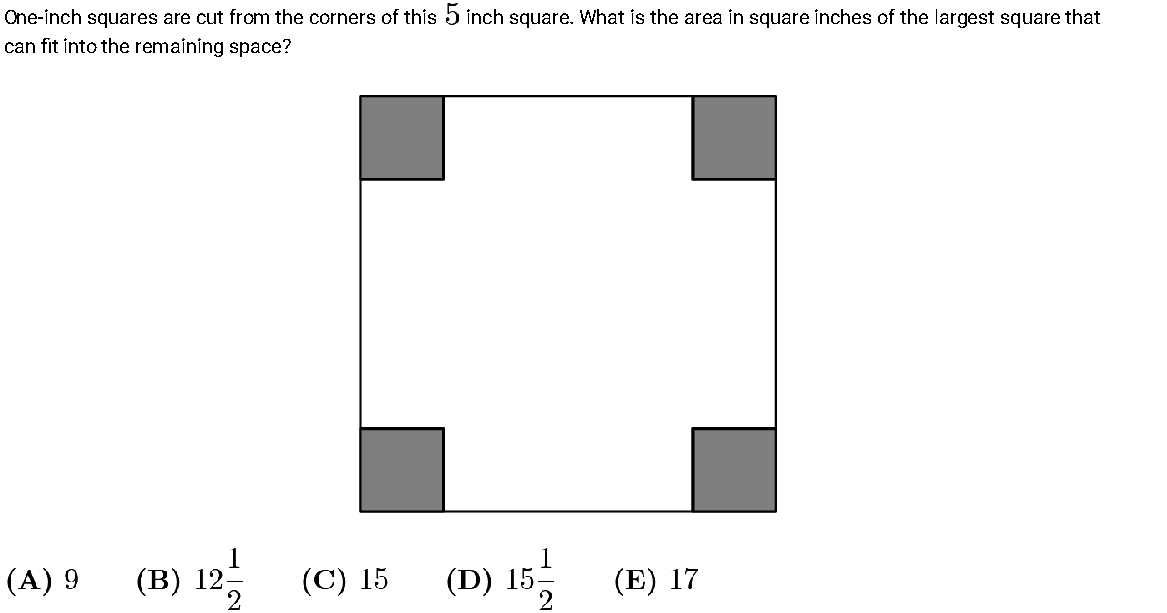 One-inch squares are cut from the corners of this 5 inch square. What is the area in square inches of the largest square that
can fit into the remaining space?
(A) 9 (B) 12 1/2 (C) 15 (D) 15 1/2 (E) 17